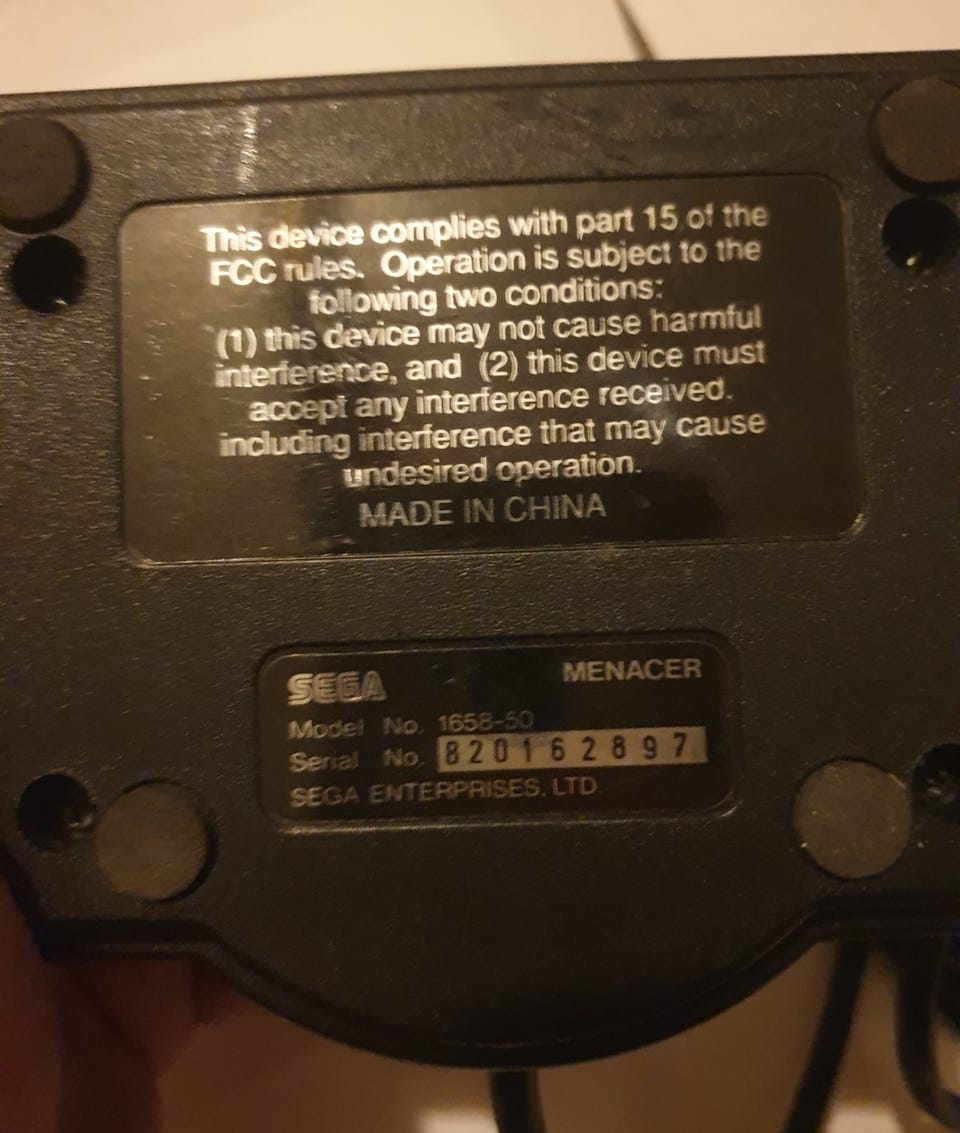 This device complies with part 15 of the
FCC rules. Operation is subject to the
following two conditions:
(1) this device may not cause harmful
interference, and (2) this device must
accept any interference received,
including interference that may cause
undesired operation.
MADE IN CHINA
SEGA MENACER
Model No. 1658-50
Serial No. 820162897
SEGA ENTERPRISES, LTD.